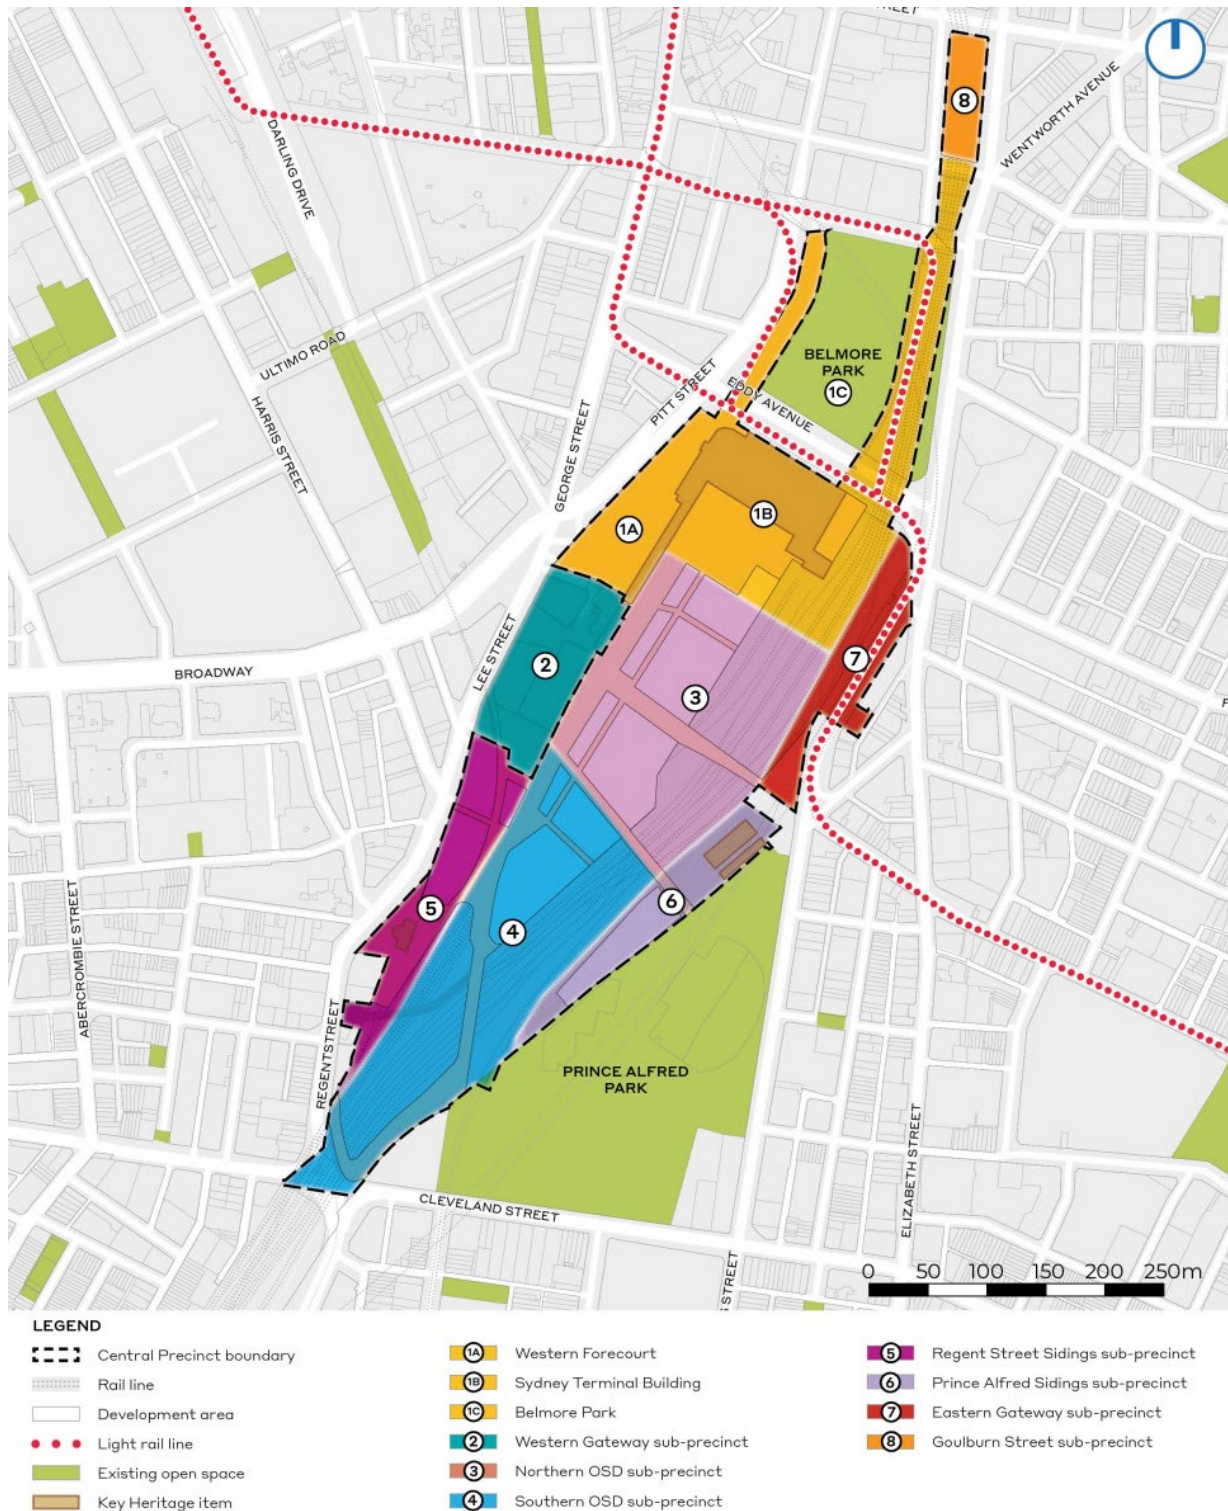 STREET
8
WENTWORTH AVENUE
DARLING DRIVE
ULTIMO ROAD
HARRIS STREET
BELMORE
PARK
1C
PITT STREET
EDDY AVENUE
GEORGE STREET
1A
1B
LEE STREET
BROADWAY
2
3
7
5
4
6
ABERCROMBIE STREET
REGENT STREET
PRINCE ALFRED
PARK
ELIZABETH STREET
CLEVELAND STREET
S STREET
0 50 100 150 200 250m
LEGEND
Central Precinct boundary
Rail line
Development area
Light rail line
Existing open space
Key Heritage item
1A Western Forecourt
1B Sydney Terminal Building
1C Belmore Park
2 Western Gateway sub-precinct
3 Northern OSD sub-precinct
4 Southern OSD sub-precinct
5 Regent Street Sidings sub-precinct
6 Prince Alfred Sidings sub-precinct
7 Eastern Gateway sub-precinct
8 Goulburn Street sub-precinct